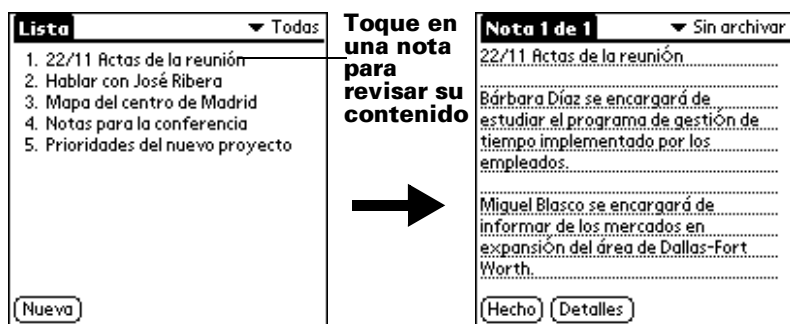 Lista
Todas
1. 22/11 Actas de la reunión
2. Hablar con José Ribera
3. Mapa del centro de Madrid
4. Notas para la conferencia
5. Prioridades del nuevo proyecto
Nueva
Toque en
una nota
para
revisar su
contenido
Nota 1 de 1
Sin archivar
22/11 Actas de la reunión
Bárbara Díaz se encargará de
estudiar el programa de gestión de
tiempo implementado por los
empleados.
Miguel Blasco se encargará de
informar de los mercados en
expansión del área de Dallas-Fort
Worth.
Hecho
Detalles